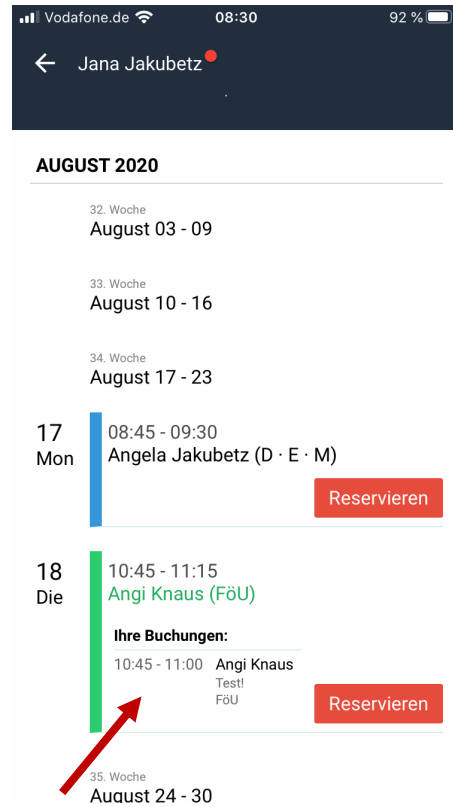 Vodafone.de 08:30 92 %
Jana Jakubetz
AUGUST 2020
32. Woche
August 03 - 09
33. Woche
August 10 - 16
34. Woche
August 17 - 23
17 08:45 - 09:30
Mon Angela Jakubetz (D · E · M)
Reservieren
18 10:45 - 11:15
Die Angi Knaus (FöU)
Ihre Buchungen:
10:45 - 11:00 Angi Knaus
Test!
FöU
Reservieren
35. Woche
August 24 - 30